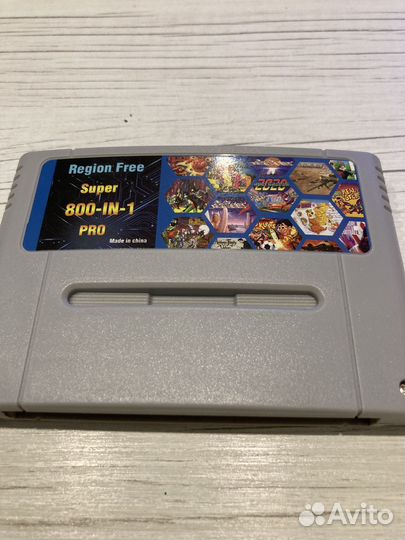 Region Free
Super
800-IN-1
PRO
Made in china
2020
Avito